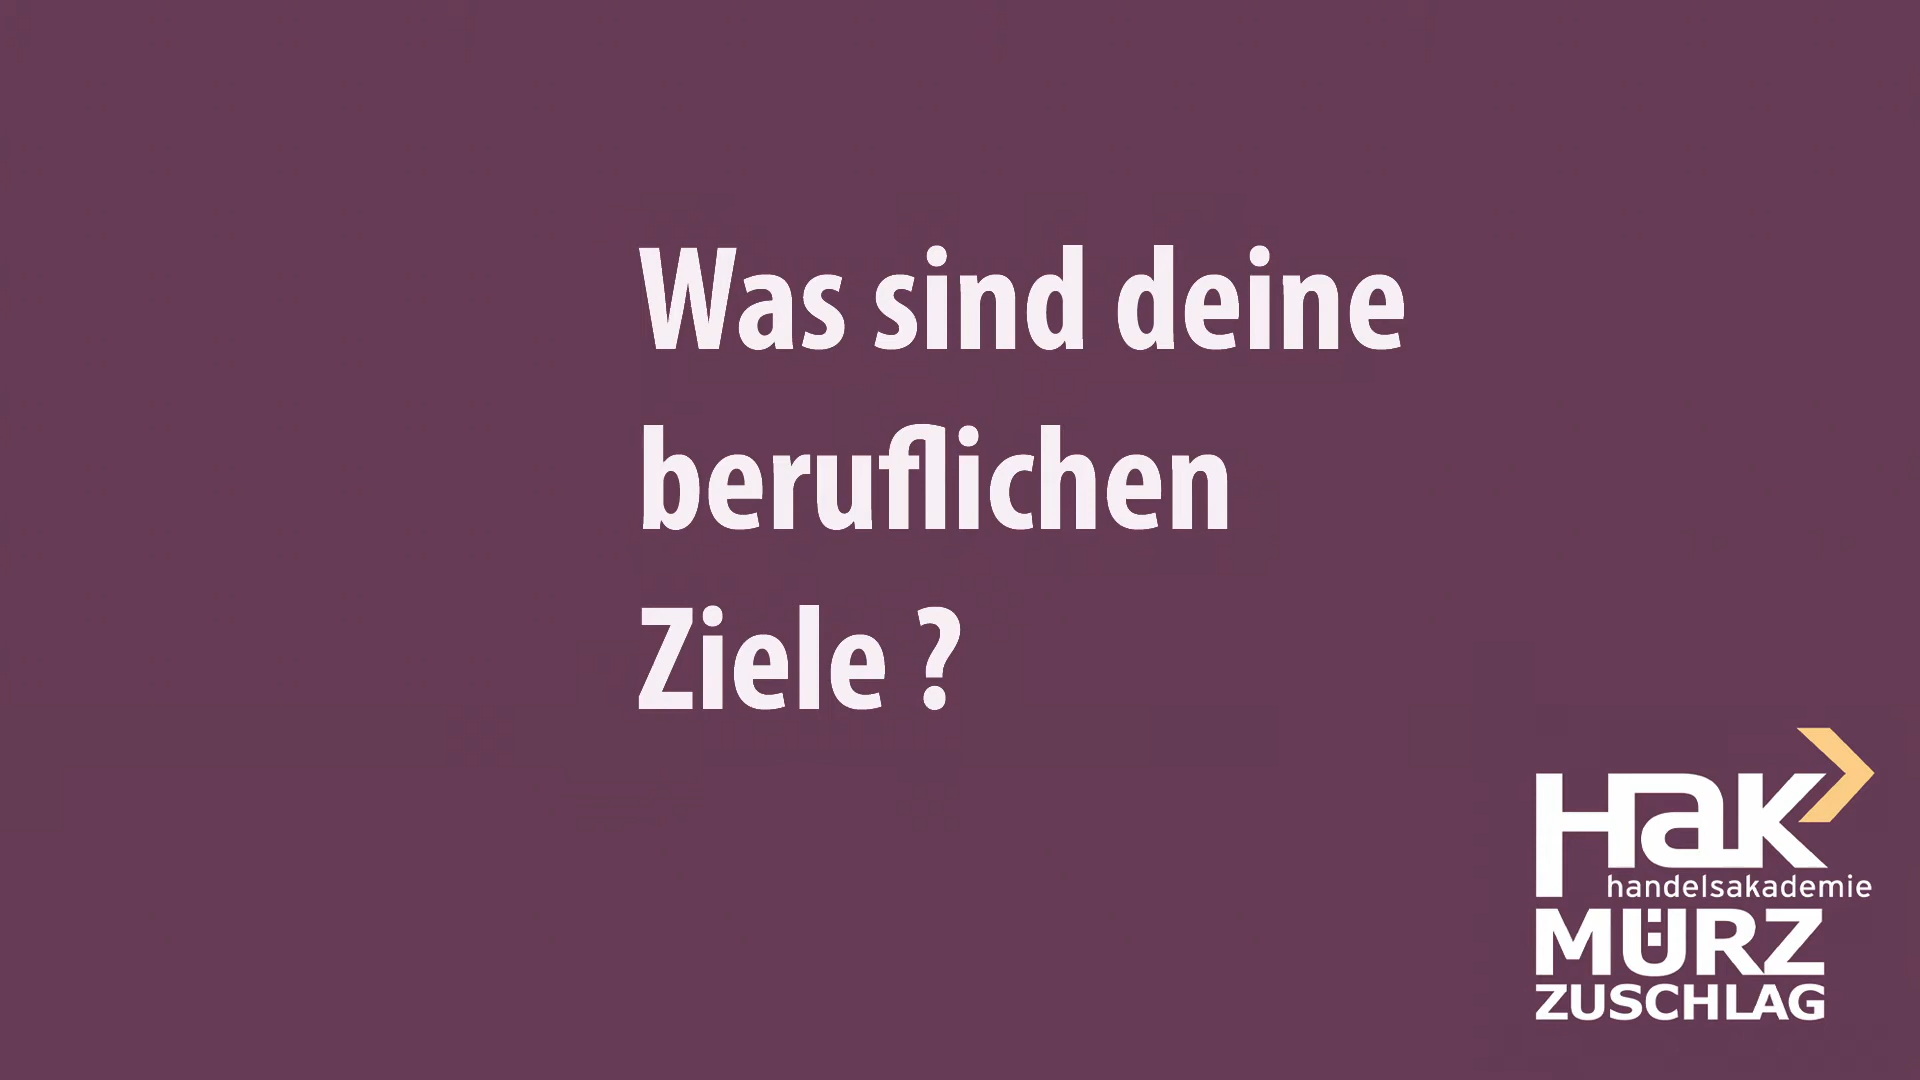 Was sind deine
beruflichen
Ziele ?
Hak
handelsakademie
MÜRZ
ZUSCHLAG